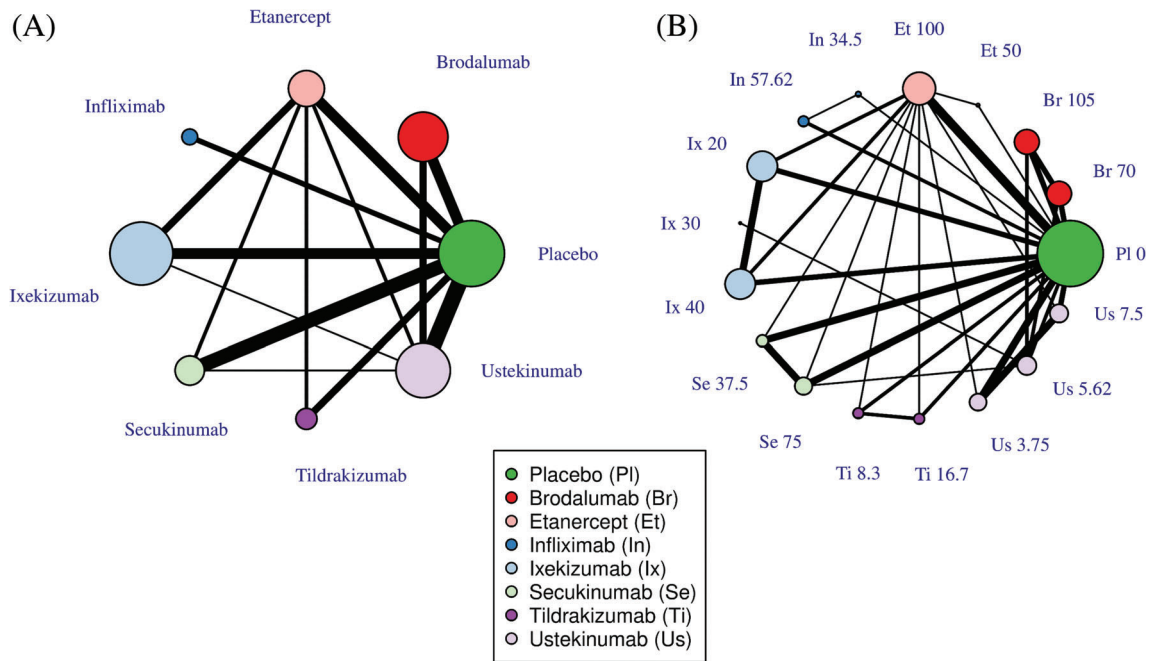 (A)
Etanercept
Brodalumab
Infliximab
Placebo
Ixekizumab
Ustekinumab
Secukinumab
Tildrakizumab
(B)
Et 100
In 34.5
Et 50
In 57.62
Br 105
Ix 20
Br 70
Ix 30
Pl 0
Ix 40
Us 7.5
Se 37.5
Us 5.62
Se 75
Us 3.75
Ti 8.3
Ti 16.7
Placebo (Pl)
Brodalumab (Br)
Etanercept (Et)
Infliximab (In)
Ixekizumab (Ix)
Secukinumab (Se)
Tildrakizumab (Ti)
Ustekinumab (Us)